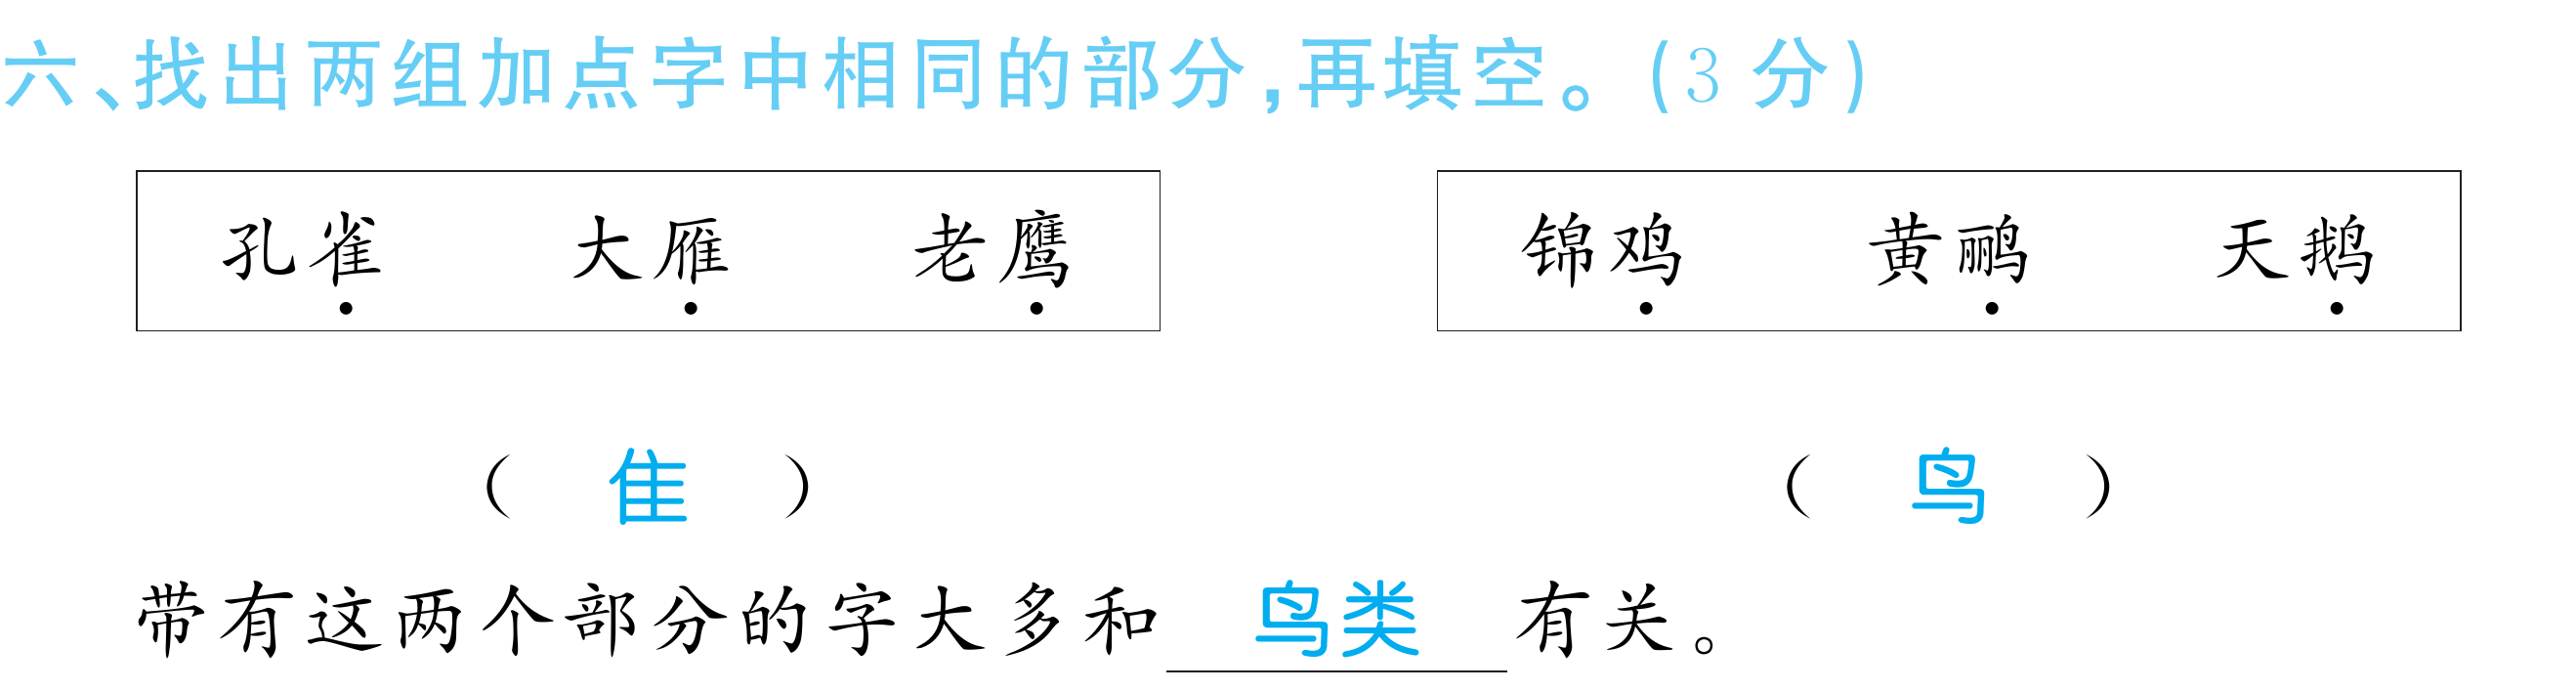 六、找出两组加点字中相同的部分,再填空。(3 分)
孔雀 大雁 老鹰 锦鸡 黄鹂 天鹅
( 隹 ) ( 鸟 )
带有这两个部分的字大多和 鸟类 有关。